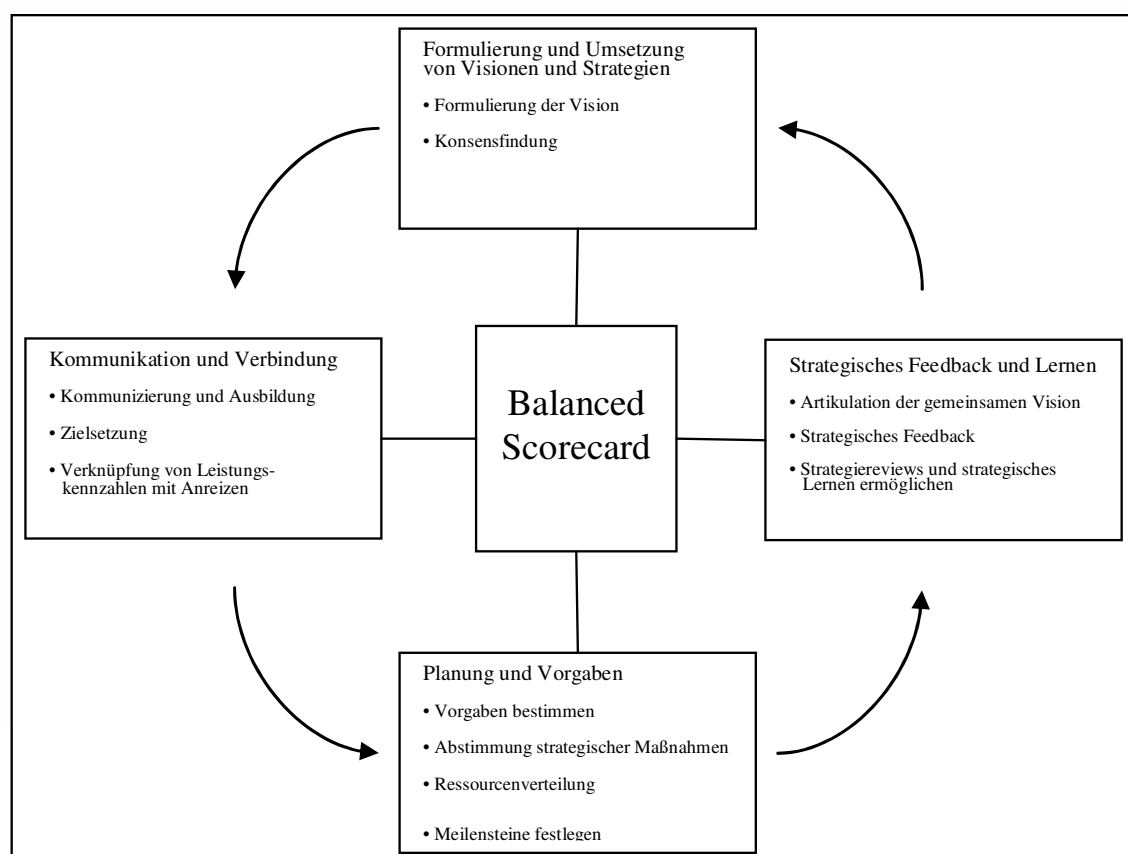 Formulierung und Umsetzung
von Visionen und Strategien
• Formulierung der Vision
• Konsensfindung
Kommunikation und Verbindung
• Kommunizierung und Ausbildung
• Zielsetzung
• Verknüpfung von Leistungs-
kennzahlen mit Anreizen
Balanced
Scorecard
Strategisches Feedback und Lernen
• Artikulation der gemeinsamen Vision
• Strategisches Feedback
• Strategiereviews und strategisches
Lernen ermöglichen
Planung und Vorgaben
• Vorgaben bestimmen
• Abstimmung strategischer Maßnahmen
• Ressourcenverteilung
• Meilensteine festlegen